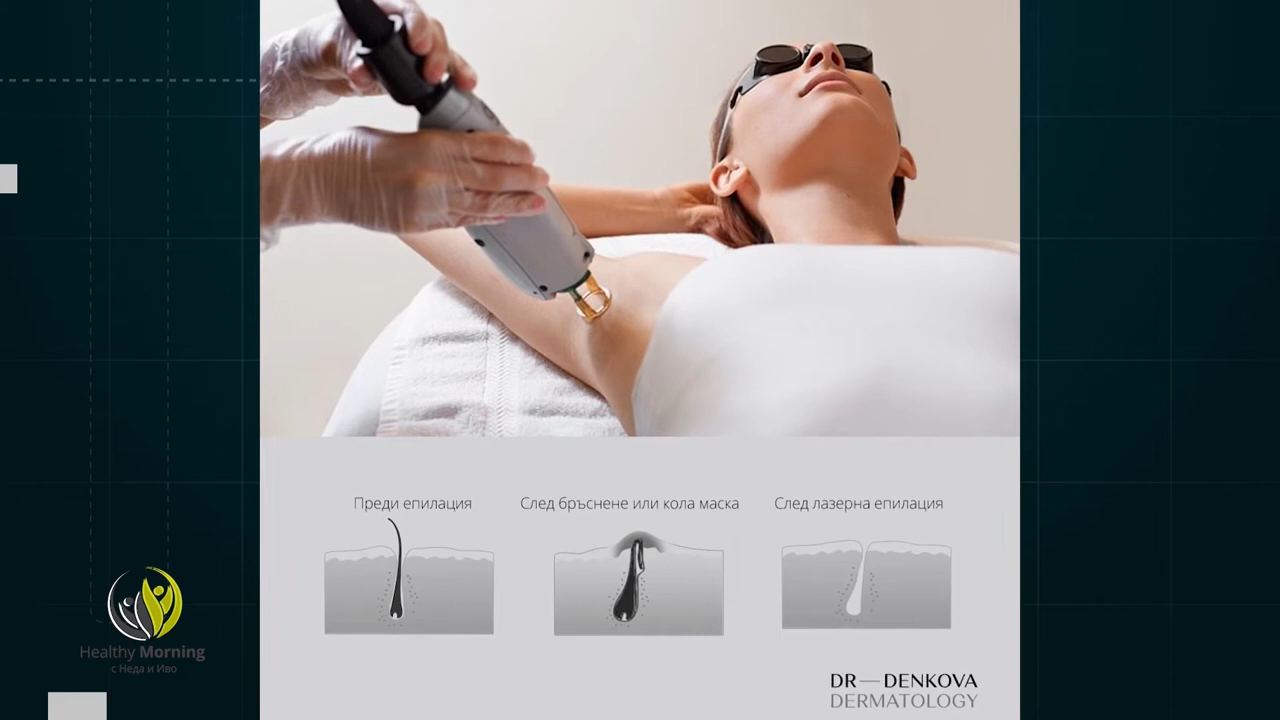 Преди епилация
След бръснене или кола маска
След лазерна епилация
Healthy Morning
с Неда и Иво
DR — DENKOVA
DERMATOLOGY